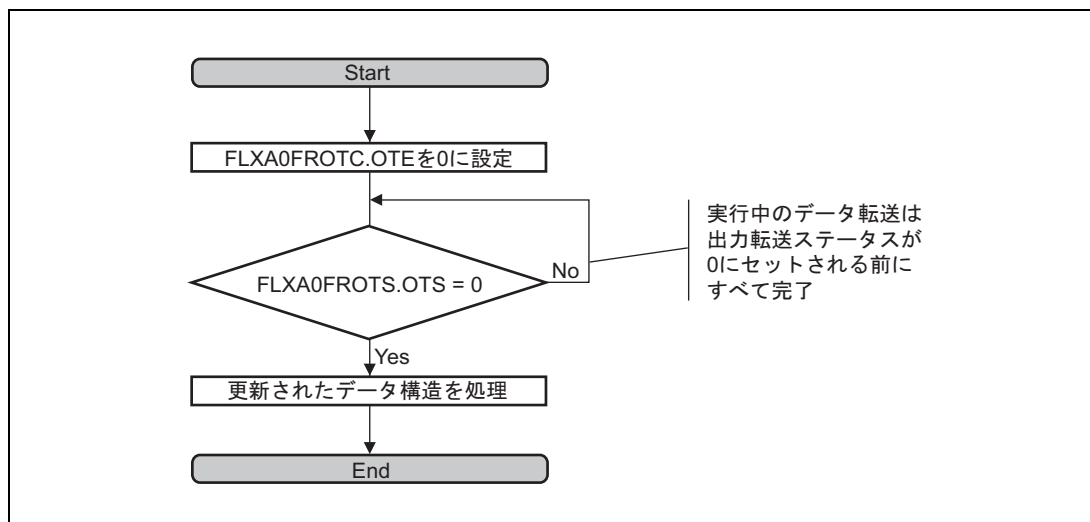 Start
FLXA0FROTC.OTEを0に設定
FLXA0FROTS.OTS = 0
No
実行中のデータ転送は
出力転送ステータスが
0にセットされる前に
すべて完了
Yes
更新されたデータ構造を処理
End